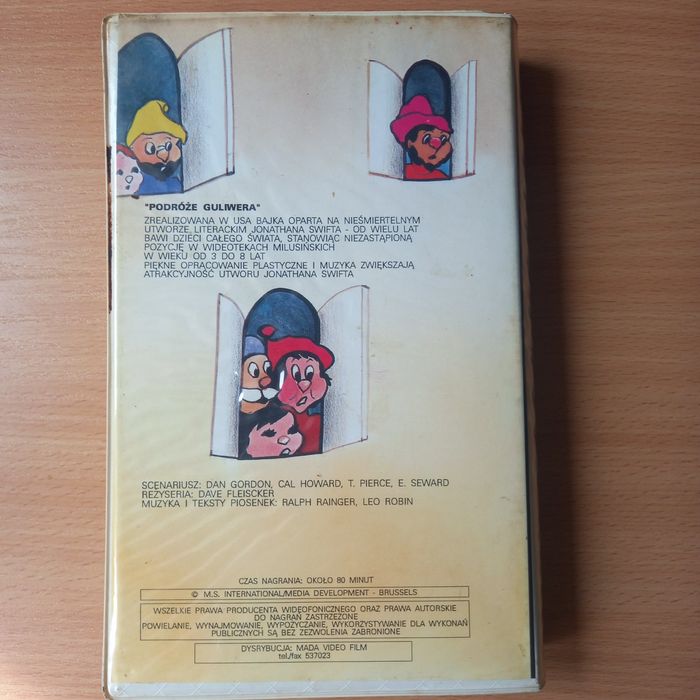 "PODRÓŻE GULIWERA"
ZREALIZOWANA W USA BAJKA OPARTA NA NIEŚMIERTELNYM
UTWORZE LITERACKIM JONATHANA SWIFTA - OD WIELU LAT
BAWI DZIECI CAŁEGO ŚWIATA, STANOWIĄC NIEZASTĄPIONĄ
POZYCJĘ W WIDEOTEKACH MILUSIŃSKICH
W WIEKU OD 3 DO 8 LAT
PIĘKNE OPRACOWANIE PLASTYCZNE I MUZYKA ZWIĘKSZAJĄ
ATRAKCYJNOŚĆ UTWORU JONATHANA SWIFTA
SCENARIUSZ: DAN GORDON, CAL HOWARD, T. PIERCE, E. SEWARD
REŻYSERIA: DAVE FLEISCKER
MUZYKA I TEKSTY PIOSENEK: RALPH RAINGER, LEO ROBIN
CZAS NAGRANIA: OKOŁO 80 MINUT
© M.S. INTERNATIONAL/MEDIA DEVELOPMENT - BRUSSELS
WSZELKIE PRAWA PRODUCENTA WIDEOFONICZNEGO ORAZ PRAWA AUTORSKIE
DO NAGRAŃ ZASTRZEŻONE
POWIELANIE, WYNAJMOWANIE, WYPOŻYCZANIE, WYKORZYSTYWANIE DLA WYKONAŃ
PUBLICZNYCH SĄ BEZ ZEZWOLENIA ZABRONIONE
DYSRYBUCJA: MADA VIDEO FILM
tel./fax 537023